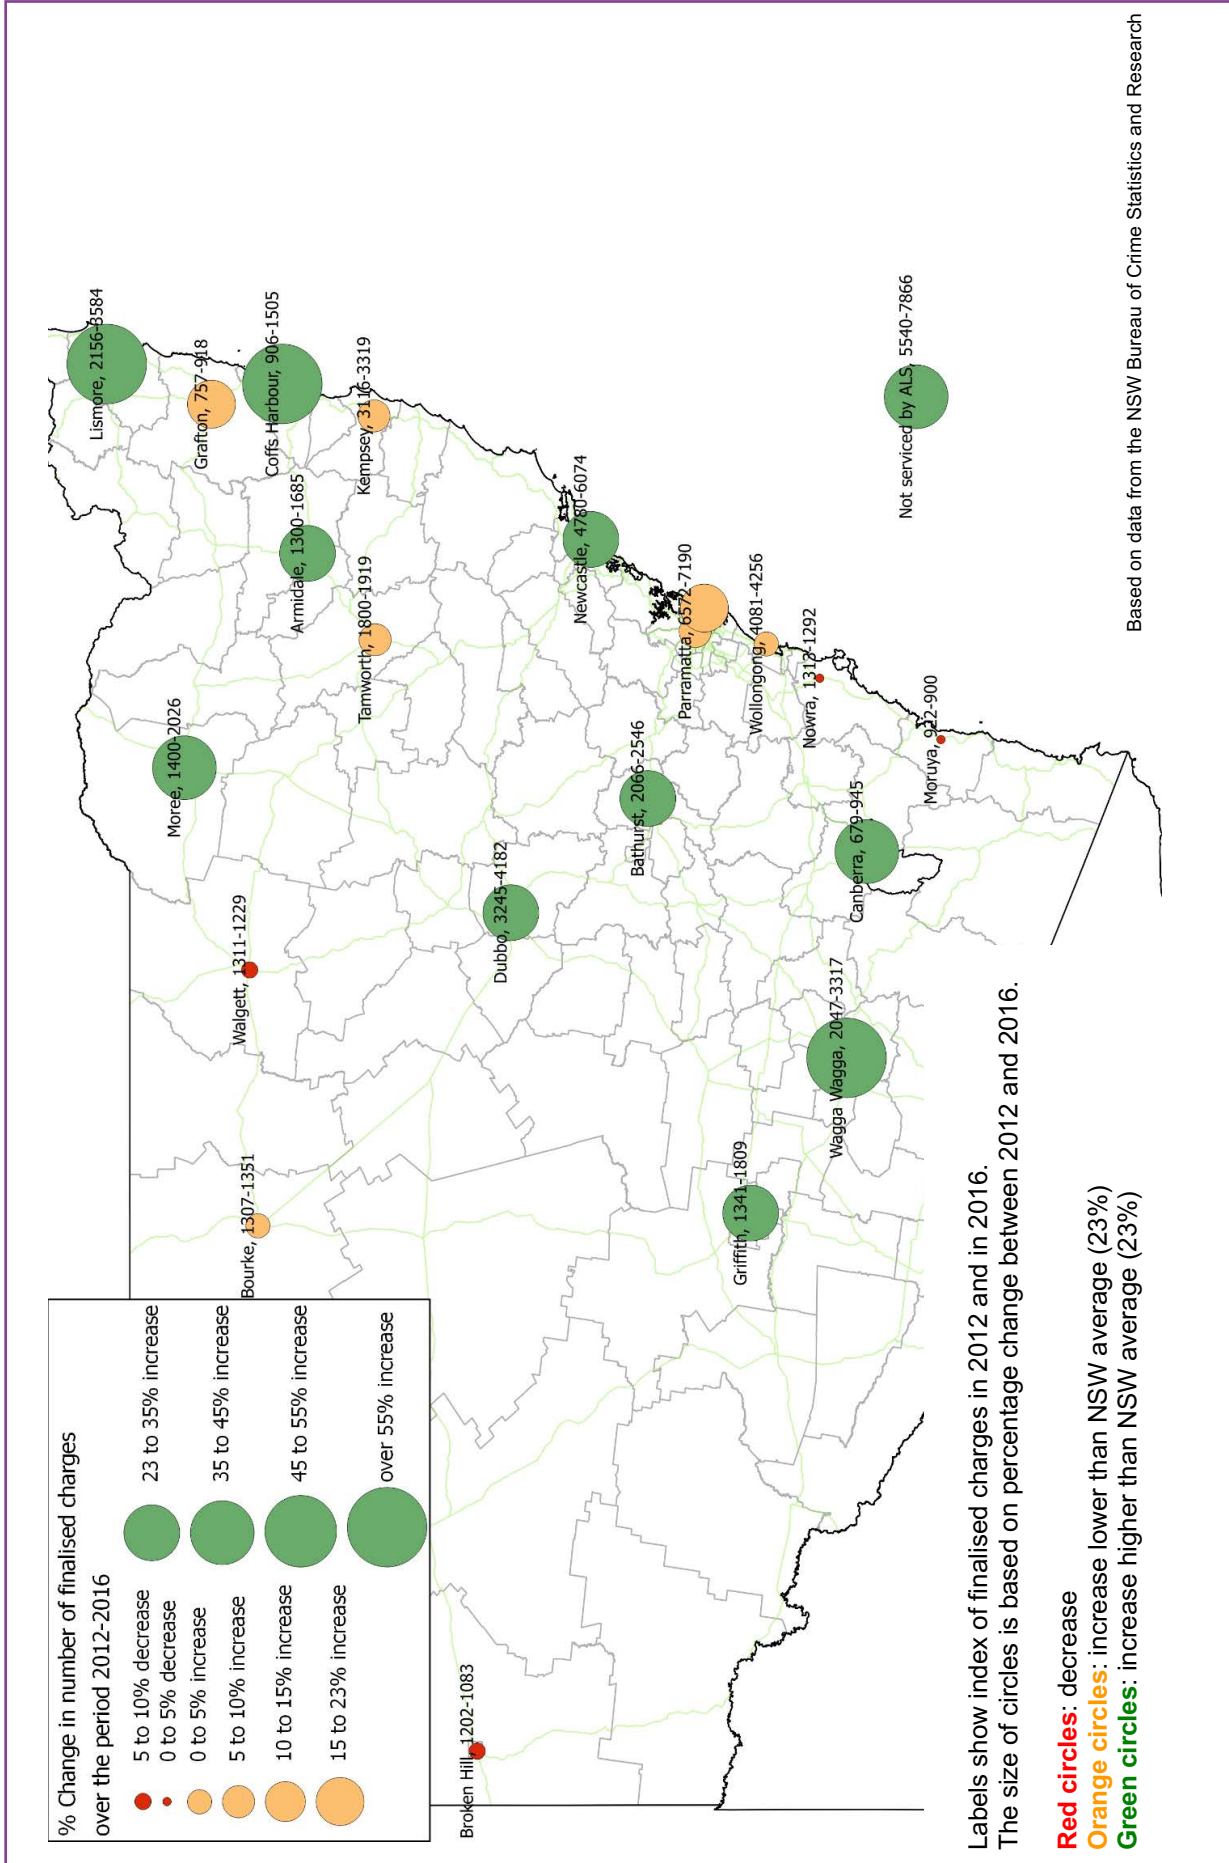 % Change in number of finalised charges
over the period 2012-2016
5 to 10% decrease
0 to 5% decrease
0 to 5% increase
5 to 10% increase
10 to 15% increase
15 to 23% increase
23 to 35% increase
35 to 45% increase
45 to 55% increase
over 55% increase
Lismore, 2156-3584
Grafton, 757-918
Coffs Harbour, 906-1505
Kempsey, 3116-3319
Armidale, 1300-1685
Tamworth, 1800-1919
Moree, 1400-2026
Walgett, 1311-1229
Bourke, 1307-1351
Broken Hill, 1202-1083
Dubbo, 3245-4182
Newcastle, 4780-6074
Bathurst, 2066-2546
Parramatta, 6572-7190
Wollongong, 4081-4256
Nowra, 1313-1292
Moruya, 922-900
Canberra, 679-945
Wagga Wagga, 2047-3317
Griffith, 1341-1809
Not serviced by ALS, 5540-7866
Labels show index of finalised charges in 2012 and in 2016.
The size of circles is based on percentage change between 2012 and 2016.
Red circles: decrease
Orange circles: increase lower than NSW average (23%)
Green circles: increase higher than NSW average (23%)
Based on data from the NSW Bureau of Crime Statistics and Research